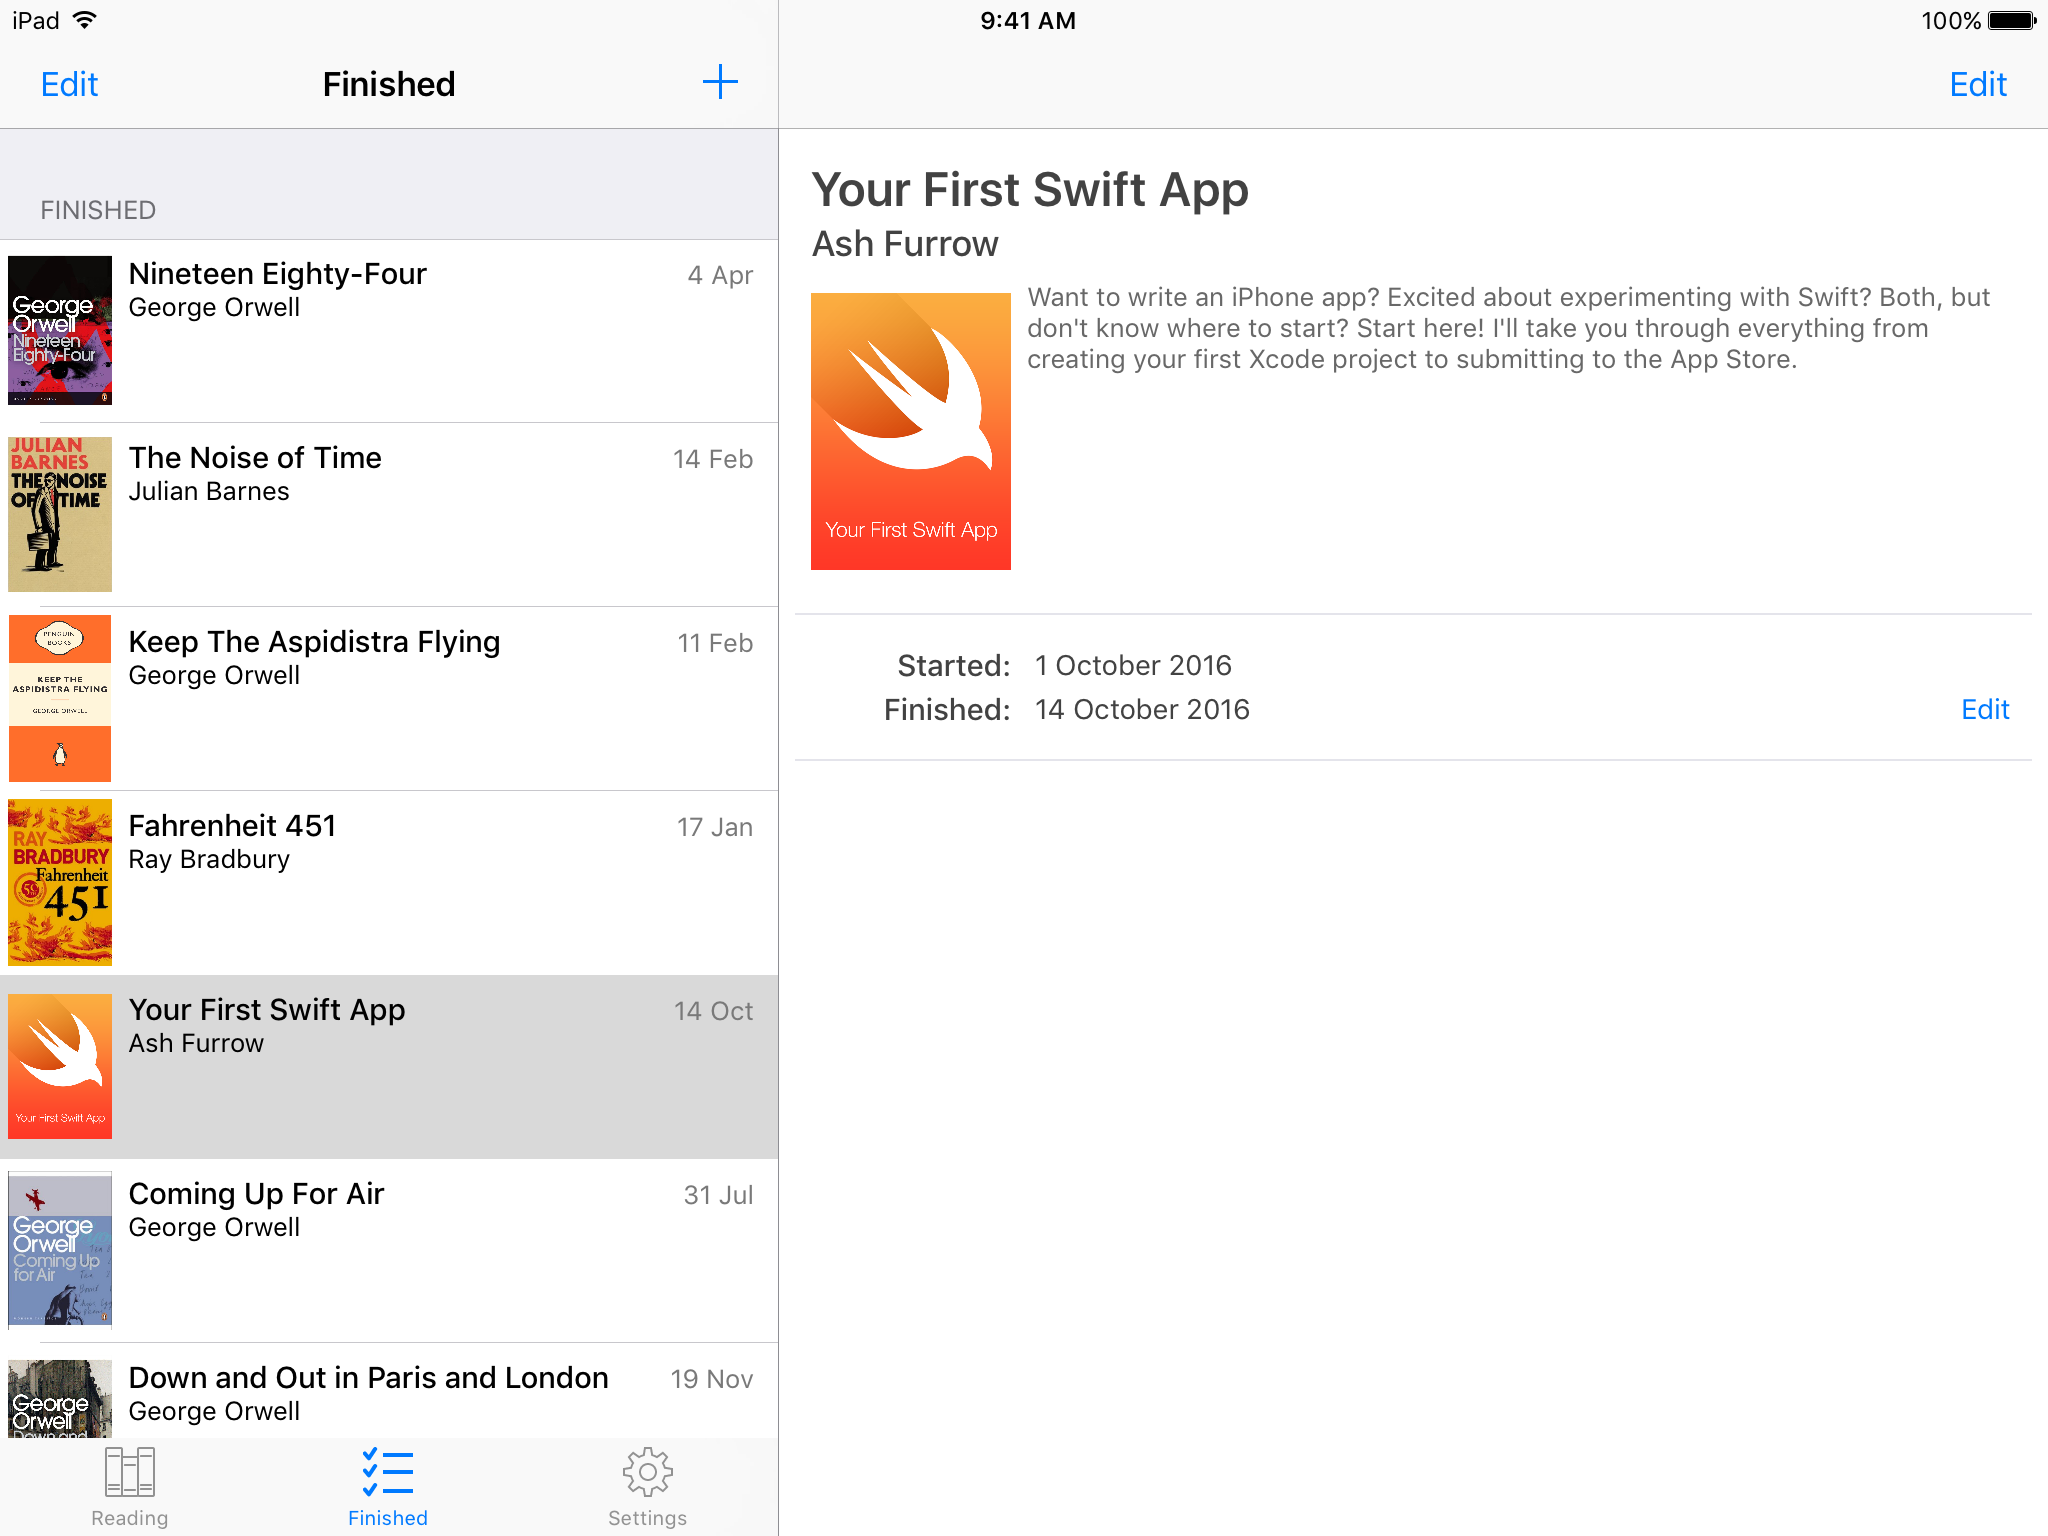 iPad
9:41 AM
100%
Edit
Finished
Edit
FINISHED
George
Orwell
Nineteen
Eighty-Four
Nineteen Eighty-Four
4 Apr
George Orwell
JULIAN
BARNES
THE NOISE
OF TIME
The Noise of Time
14 Feb
Julian Barnes
PENGUIN
BOOKS
KEEP THE
ASPIDISTRA FLYING
GEORGE ORWELL
Keep The Aspidistra Flying
11 Feb
George Orwell
RAY
BRADBURY
Fahrenheit
451
Fahrenheit 451
17 Jan
Ray Bradbury
Your First Swift App
Your First Swift App
14 Oct
Ash Furrow
George
Orwell
Coming Up
for Air
Coming Up For Air
31 Jul
George Orwell
George
Orwell
Down and
Down and Out in Paris and London
19 Nov
George Orwell
Reading
Finished
Settings
Your First Swift App
Ash Furrow
Your First Swift App
Want to write an iPhone app? Excited about experimenting with Swift? Both, but
don't know where to start? Start here! I'll take you through everything from
creating your first Xcode project to submitting to the App Store.
Started: 1 October 2016
Finished: 14 October 2016
Edit